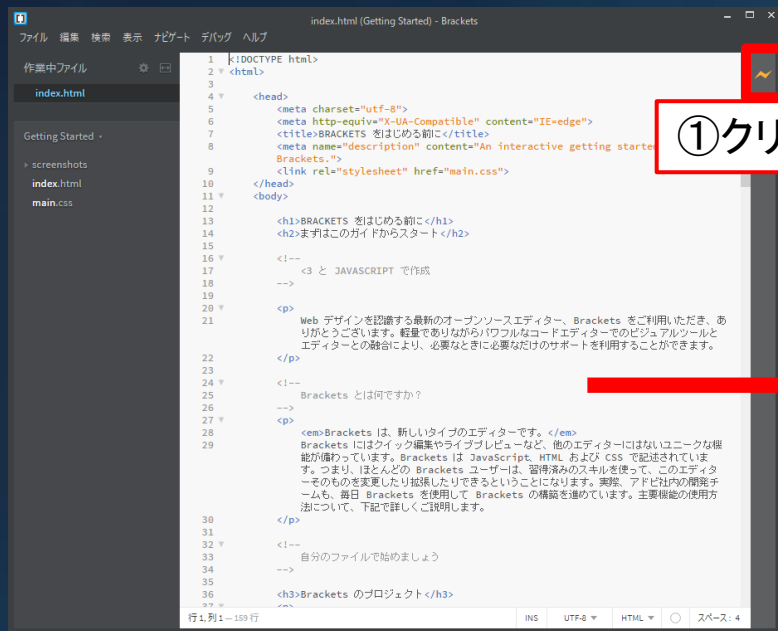 index.html (Getting Started) - Brackets
ファイル 編集 検索 表示 ナビゲート デバッグ ヘルプ
作業中ファイル
index.html
Getting Started
screenshots
index.html
main.css
1 <!DOCTYPE html>
2 <html>
3
4 <head>
5 <meta charset="utf-8">
6 <meta http-equiv="X-UA-Compatible" content="IE=edge">
7 <title>BRACKETS をはじめる前に</title>
8 <meta name="description" content="An interactive getting started
Brackets.">
9 <link rel="stylesheet" href="main.css">
10 </head>
11 <body>
12
13 <h1>BRACKETS をはじめる前に</h1>
14 <h2>まずはこのガイドからスタート</h2>
15
16 <!--
17 <3 と JAVASCRIPT で作成
18 -->
19
20 <p>
21 Web デザインを認識する最新のオープンソースエディター、Brackets をご利用いただき、あ
りがとうございます。軽量でありながらパワフルなコードエディターでのビジュアルツールと
エディターとの融合により、必要なときに必要なだけのサポートを利用することができます。
22 </p>
23
24 <!--
25 Brackets とは何ですか？
26 -->
27 <p>
28 <em>Brackets は、新しいタイプのエディターです。</em>
29 Brackets にはクイック編集やライブプレビューなど、他のエディターにはないユニークな機
能が備わっています。Brackets は JavaScript、HTML および CSS で記述されていま
す。つまり、ほとんどの Brackets ユーザーは、習得済みのスキルを使って、このエディタ
ーそのものを変更したり拡張したりできるということになります。実際、アドビ社内の開発チ
ームも、毎日 Brackets を使用して Brackets の構築を進めています。主要機能の使用方
法について、下記で詳しくご説明します。
30 </p>
31
32 <!--
33 自分のファイルで始めましょう
34 -->
35
36 <h3>Brackets のプロジェクト</h3>
37 <p>
①クリ
行 1, 列 1 — 159 行
INS UTF-8 HTML スペース: 4